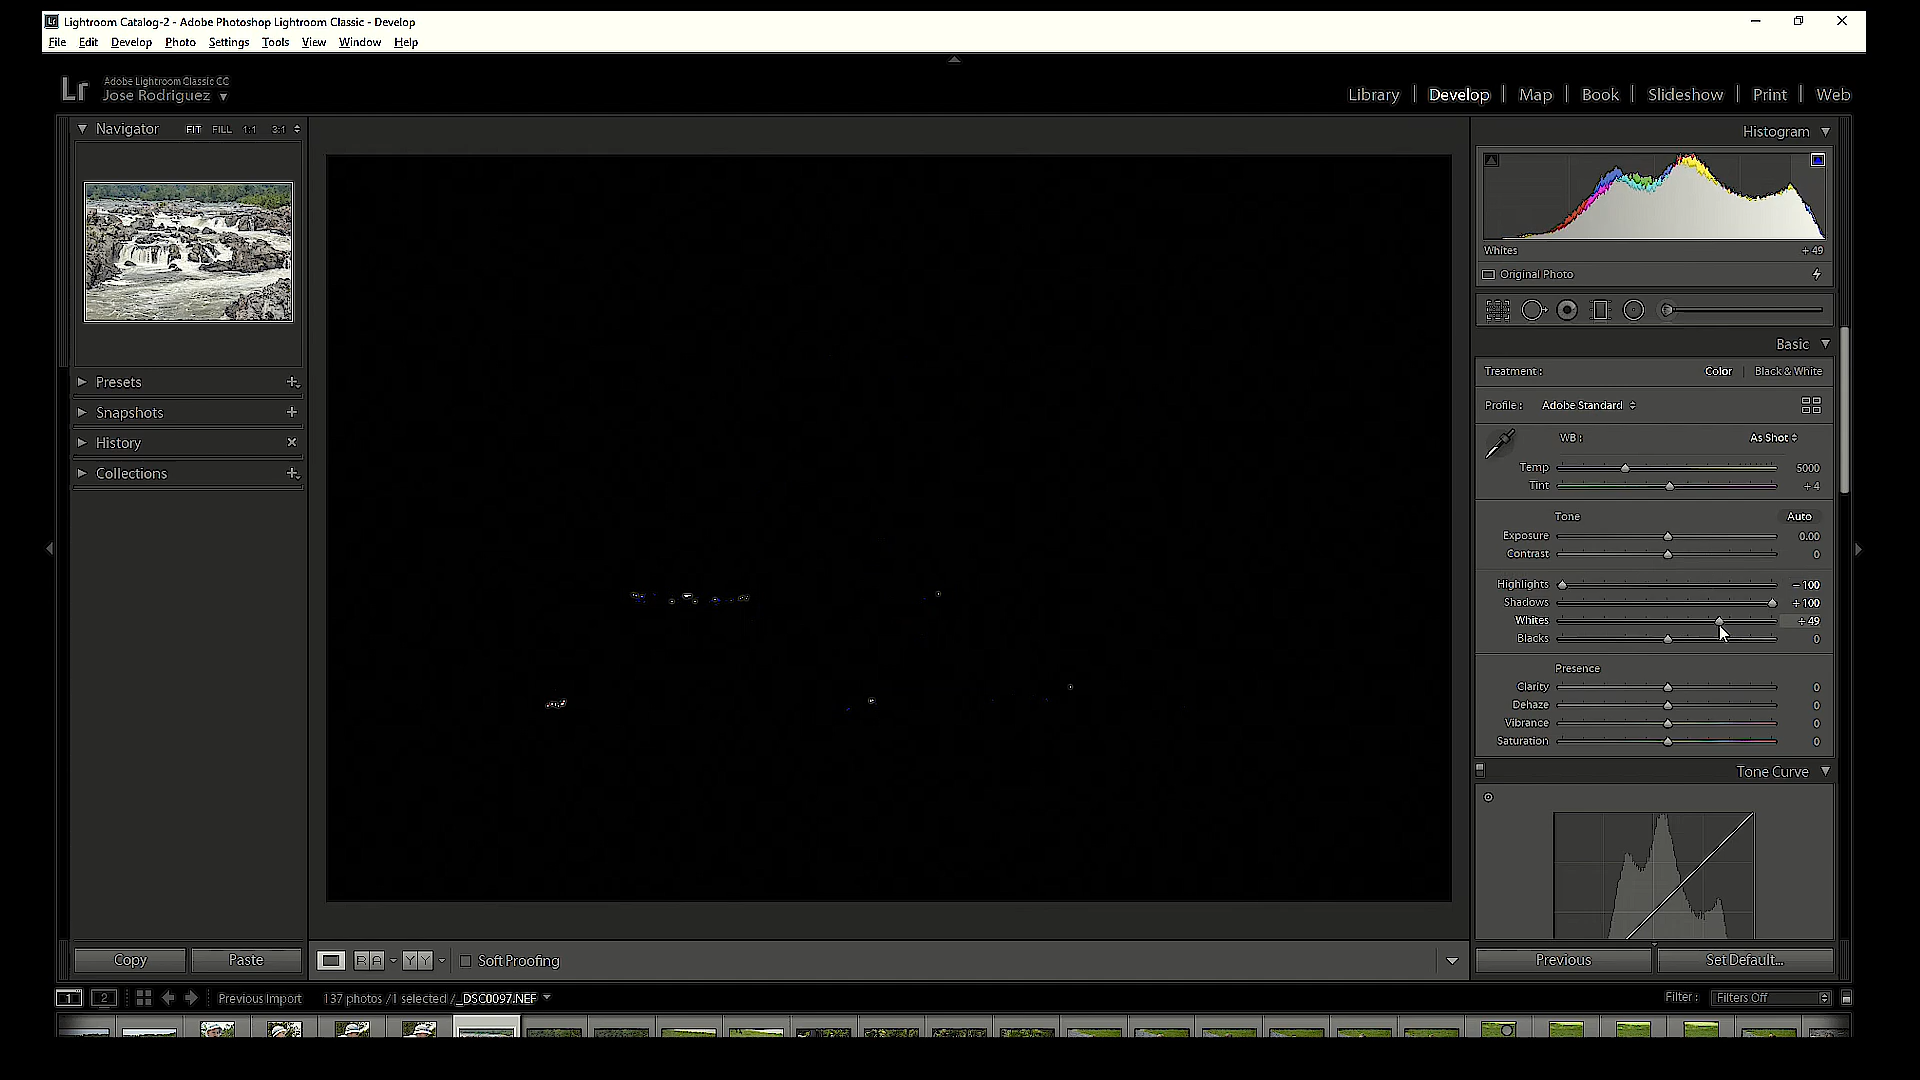 Lightroom Catalog-2 - Adobe Photoshop Lightroom Classic - Develop
File Edit Develop Photo Settings Tools View Window Help
Lr Adobe Lightroom Classic CC
Jose Rodriguez
Library | Develop | Map | Book | Slideshow | Print | Web
Navigator FIT FILL 1:1 3:1
Histogram
Whites +49
Original Photo
Basic
Treatment: Color | Black & White
Presets
Profile: Adobe Standard
Snapshots
WB: As Shot
History
Temp 5000
Collections
Tint +4
Tone Auto
Exposure 0.00
Contrast 0
Highlights -100
Shadows +100
Whites +49
Blacks 0
Presence
Clarity 0
Dehaze 0
Vibrance 0
Saturation 0
Tone Curve
Copy Paste
R A Y Y Soft Proofing
Previous Set Default...
1 2 Previous Import 137 photos / 1 selected / _DSC0097.NEF Filter: Filters Off